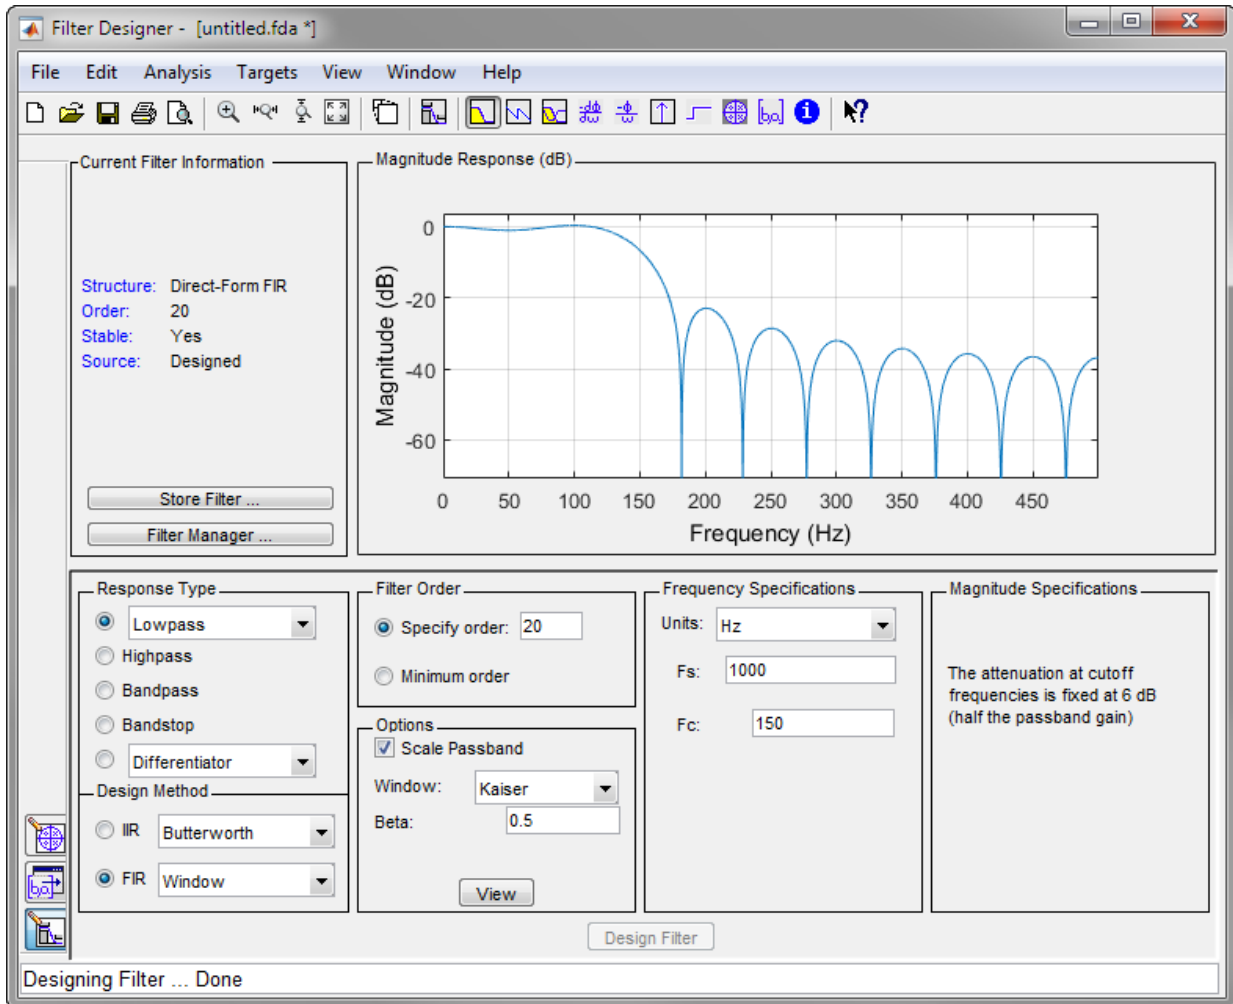 Filter Designer - [untitled.fda *]
File Edit Analysis Targets View Window Help
Current Filter Information
Structure: Direct-Form FIR
Order: 20
Stable: Yes
Source: Designed
Store Filter ...
Filter Manager ...
Magnitude Response (dB)
Magnitude (dB)
0
-20
-40
-60
0 50 100 150 200 250 300 350 400 450
Frequency (Hz)
Response Type
Lowpass
Highpass
Bandpass
Bandstop
Differentiator
Design Method
IIR Butterworth
FIR Window
Filter Order
Specify order: 20
Minimum order
Options
Scale Passband
Window: Kaiser
Beta: 0.5
View
Frequency Specifications
Units: Hz
Fs: 1000
Fc: 150
Magnitude Specifications
The attenuation at cutoff
frequencies is fixed at 6 dB
(half the passband gain)
Design Filter
Designing Filter ... Done